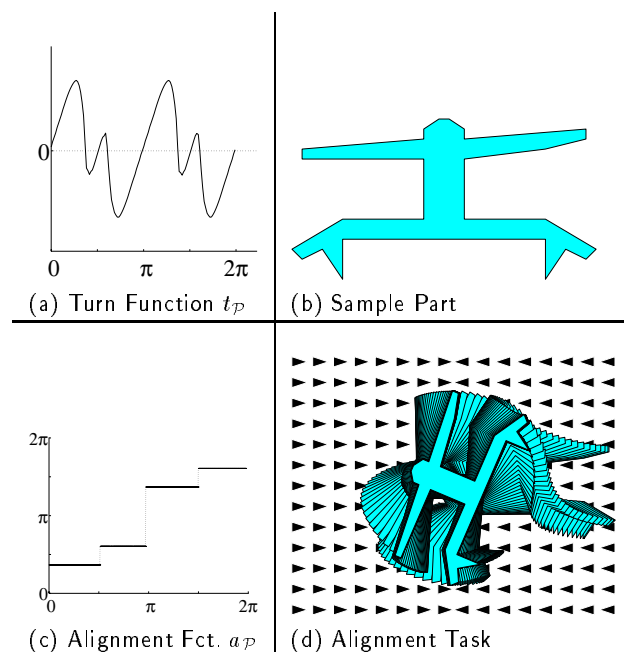 0
0
π
2π
(a) Turn Function t𝒫
(b) Sample Part
2π
π
0
0
π
2π
(c) Alignment Fct. a𝒫
(d) Alignment Task